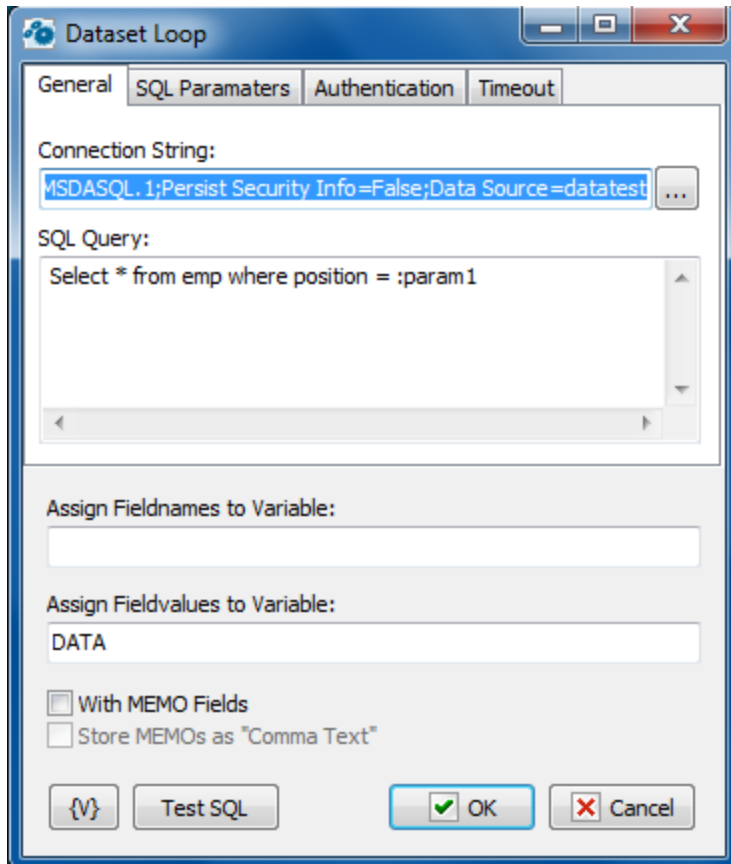 Dataset Loop
General SQL Paramaters Authentication Timeout
Connection String:
MSDASQL.1;Persist Security Info=False;Data Source=datatest ...
SQL Query:
Select * from emp where position = :param1
Assign Fieldnames to Variable:
Assign Fieldvalues to Variable:
DATA
With MEMO Fields
Store MEMOs as "Comma Text"
{V} Test SQL OK Cancel